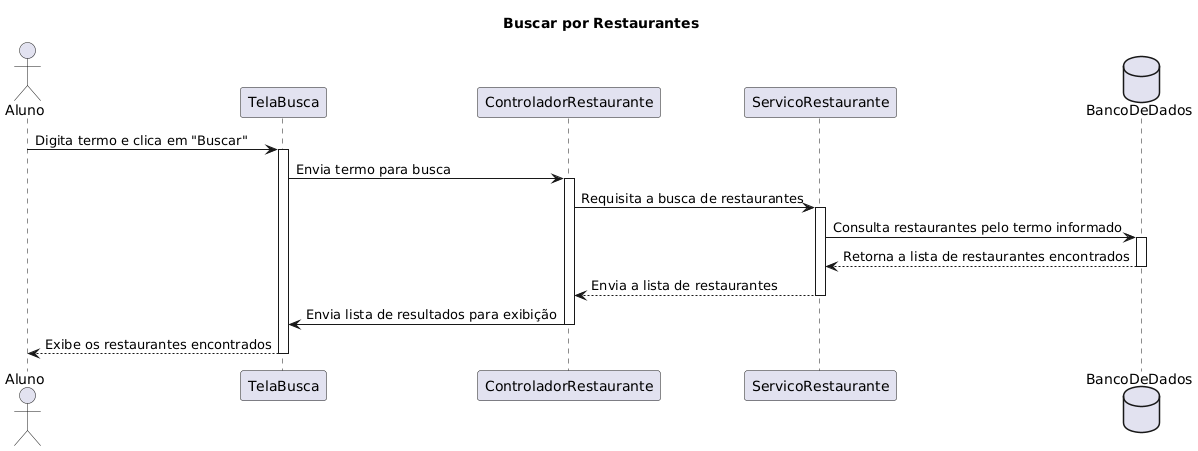 Buscar por Restaurantes
Aluno
TelaBusca
ControladorRestaurante
ServicoRestaurante
BancoDeDados
Digita termo e clica em "Buscar"
Envia termo para busca
Requisita a busca de restaurantes
Consulta restaurantes pelo termo informado
Retorna a lista de restaurantes encontrados
Envia a lista de restaurantes
Envia lista de resultados para exibição
Exibe os restaurantes encontrados
Aluno
TelaBusca
ControladorRestaurante
ServicoRestaurante
BancoDeDados